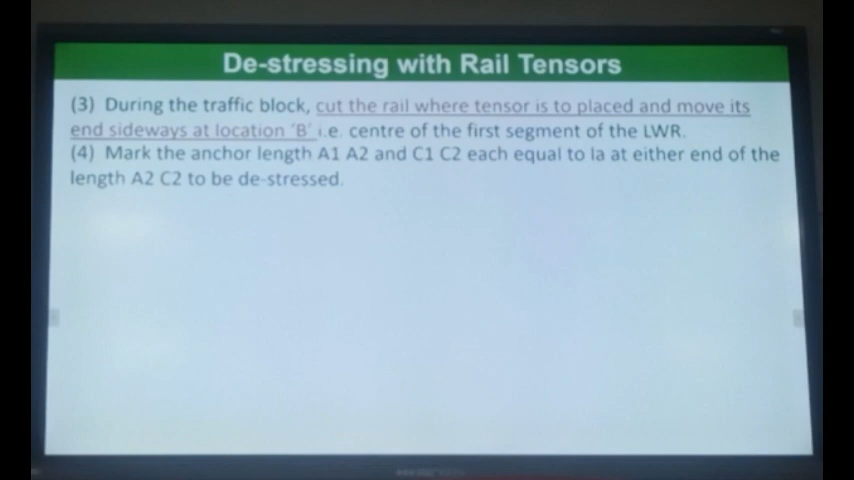 De-stressing with Rail Tensors
(3) During the traffic block, cut the rail where tensor is to placed and move its
end sideways at location 'B' i.e. centre of the first segment of the LWR.
(4) Mark the anchor length A1 A2 and C1 C2 each equal to la at either end of the
length A2 C2 to be de-stressed.